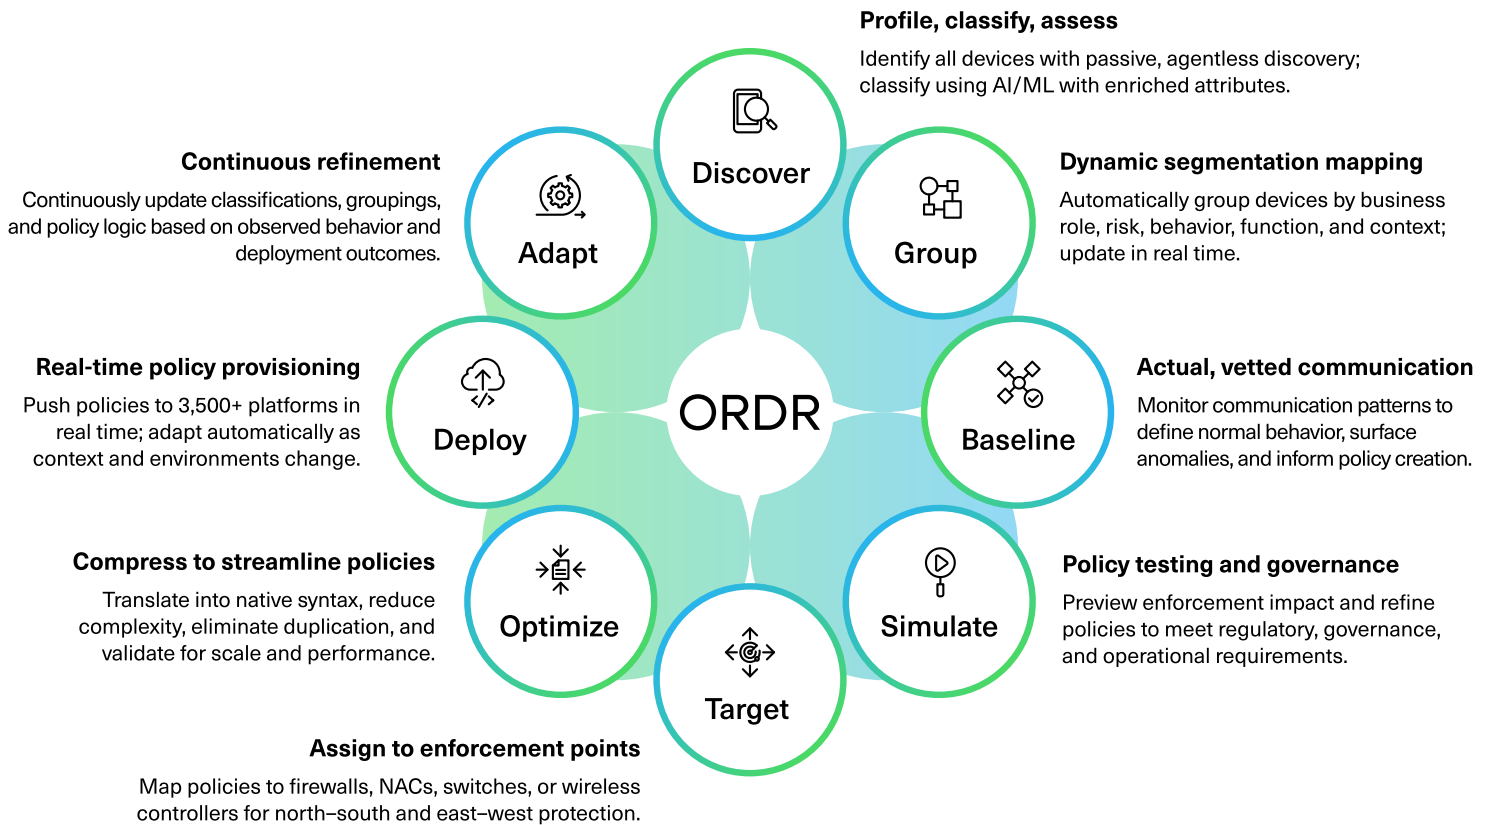 Profile, classify, assess
Identify all devices with passive, agentless discovery;
classify using AI/ML with enriched attributes.
Discover
Dynamic segmentation mapping
Automatically group devices by business
role, risk, behavior, function, and context;
update in real time.
Group
Actual, vetted communication
Monitor communication patterns to
define normal behavior, surface
anomalies, and inform policy creation.
Baseline
Policy testing and governance
Preview enforcement impact and refine
policies to meet regulatory, governance,
and operational requirements.
Simulate
Target
Assign to enforcement points
Map policies to firewalls, NACs, switches, or wireless
controllers for north–south and east–west protection.
Optimize
Compress to streamline policies
Translate into native syntax, reduce
complexity, eliminate duplication, and
validate for scale and performance.
Deploy
Real-time policy provisioning
Push policies to 3,500+ platforms in
real time; adapt automatically as
context and environments change.
Adapt
Continuous refinement
Continuously update classifications, groupings,
and policy logic based on observed behavior and
deployment outcomes.
ORDR